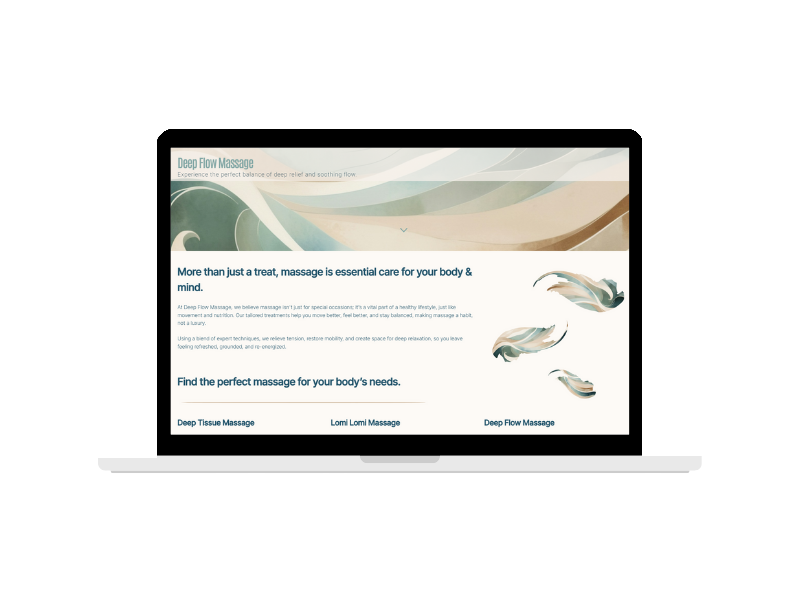 Deep Flow Massage
Experience the perfect balance of deep relief and soothing flow
More than just a treat, massage is essential care for your body &
mind.
At Deep Flow Massage, we believe massage isn't just for special occasions; it's a vital part of a healthy lifestyle, just like
movement and nutrition. Our tailored treatments help you move better, feel better, and stay balanced, making massage a habit,
not a luxury.
Using a blend of expert techniques, we relieve tension, restore mobility, and create space for deep relaxation, so you leave
feeling refreshed, grounded, and re-energized.
Find the perfect massage for your body's needs.
Deep Tissue Massage
Lomi Lomi Massage
Deep Flow Massage